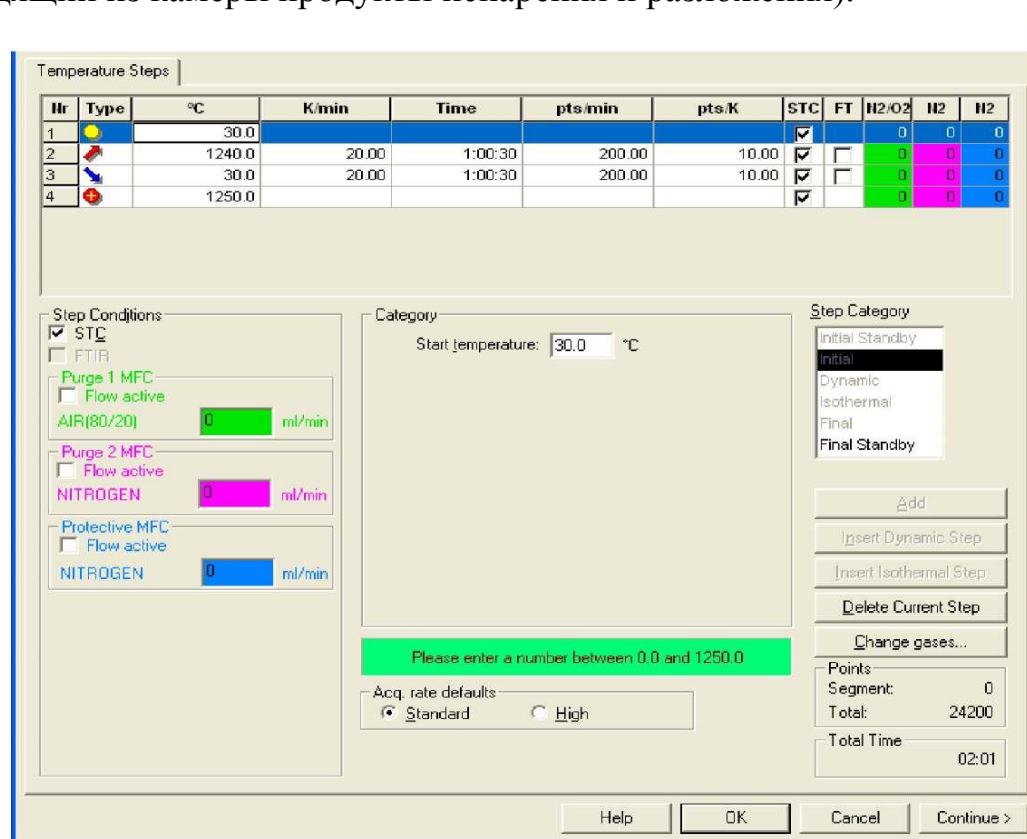 из камеры продукты испарения и разложения).
Temperature Steps
Nr Type °C K/min Time pts/min pts/K STC FT N2/O2 N2 N2
1 30.0 0 0 0
2 1240.0 20.00 1:00:30 200.00 10.00 0 0 0
3 30.0 20.00 1:00:30 200.00 10.00 0 0 0
4 1250.0 0 0 0
Step Conditions
STC
FTIR
Purge 1 MFC
Flow active
AIR(80/20) 0 ml/min
Purge 2 MFC
Flow active
NITROGEN 0 ml/min
Protective MFC
Flow active
NITROGEN 0 ml/min
Category
Start temperature: 30.0 °C
Please enter a number between 0.0 and 1250.0
Acq. rate defaults
Standard High
Step Category
Initial Standby
Initial
Dynamic
Isothermal
Final
Final Standby
Add
Insert Dynamic Step
Insert Isothermal Step
Delete Current Step
Change gases...
Points
Segment: 0
Total: 24200
Total Time
02:01
Help OK Cancel Continue >